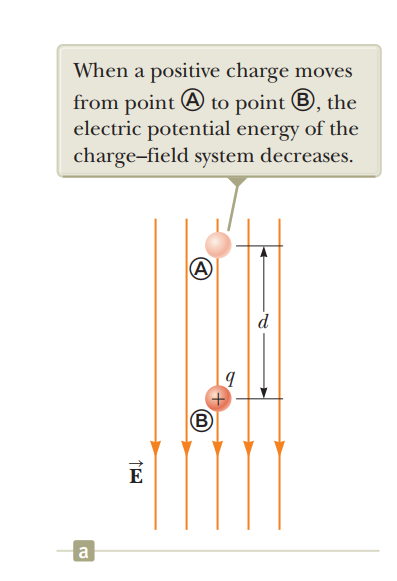 When a positive charge moves
from point Ⓐ to point Ⓑ, the
electric potential energy of the
charge–field system decreases.
Ⓐ
d
q
+
Ⓑ
E⃗
a